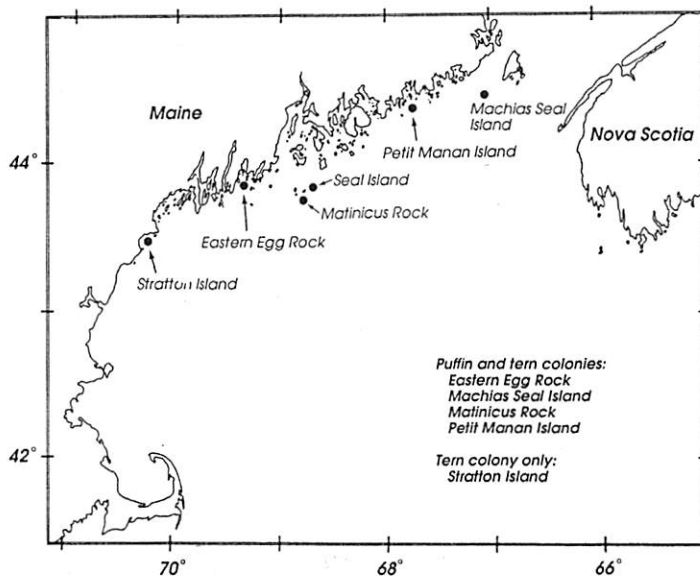 Maine
Machias Seal
Island
Nova Scotia
Petit Manan Island
44°
Seal Island
Matinicus Rock
Eastern Egg Rock
Stratton Island
Puffin and tern colonies:
Eastern Egg Rock
Machias Seal Island
Matinicus Rock
Petit Manan Island
Tern colony only:
Stratton Island
42°
70°
68°
66°